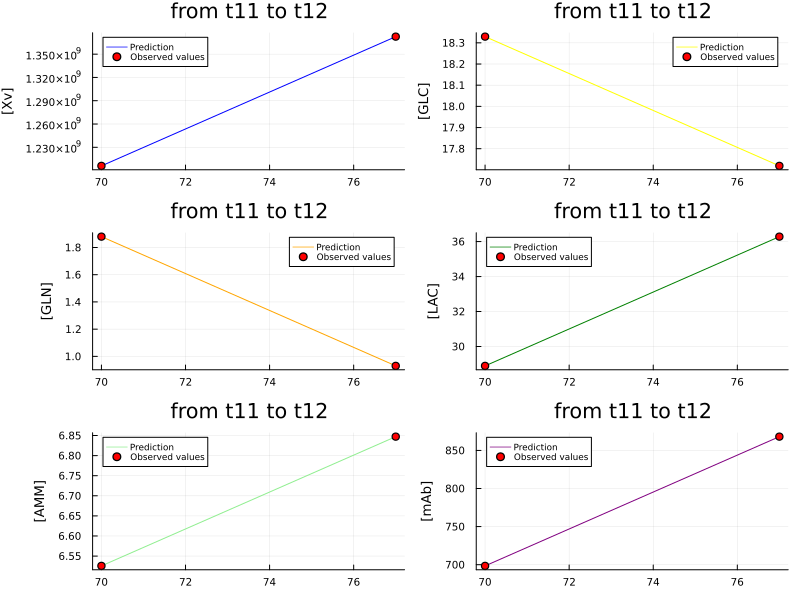 from t11 to t12
[Xv]
1.350×10⁹
1.320×10⁹
1.290×10⁹
1.260×10⁹
1.230×10⁹
Prediction
Observed values
70 72 74 76
from t11 to t12
[GLC]
18.3
18.2
18.1
18.0
17.9
17.8
Prediction
Observed values
70 72 74 76
from t11 to t12
[GLN]
1.8
1.6
1.4
1.2
1.0
Prediction
Observed values
70 72 74 76
from t11 to t12
[LAC]
36
34
32
30
Prediction
Observed values
70 72 74 76
from t11 to t12
[AMM]
6.85
6.80
6.75
6.70
6.65
6.60
6.55
Prediction
Observed values
70 72 74 76
from t11 to t12
[mAb]
850
800
750
700
Prediction
Observed values
70 72 74 76